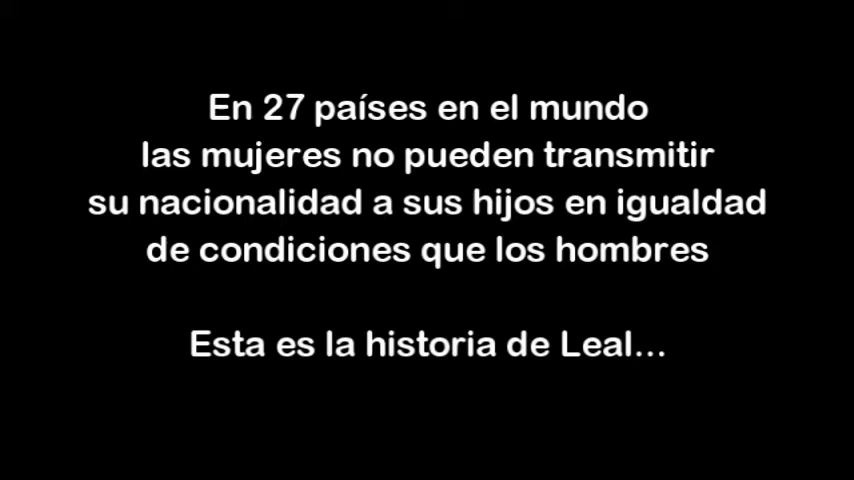 En 27 países en el mundo
las mujeres no pueden transmitir
su nacionalidad a sus hijos en igualdad
de condiciones que los hombres
Esta es la historia de Leal...